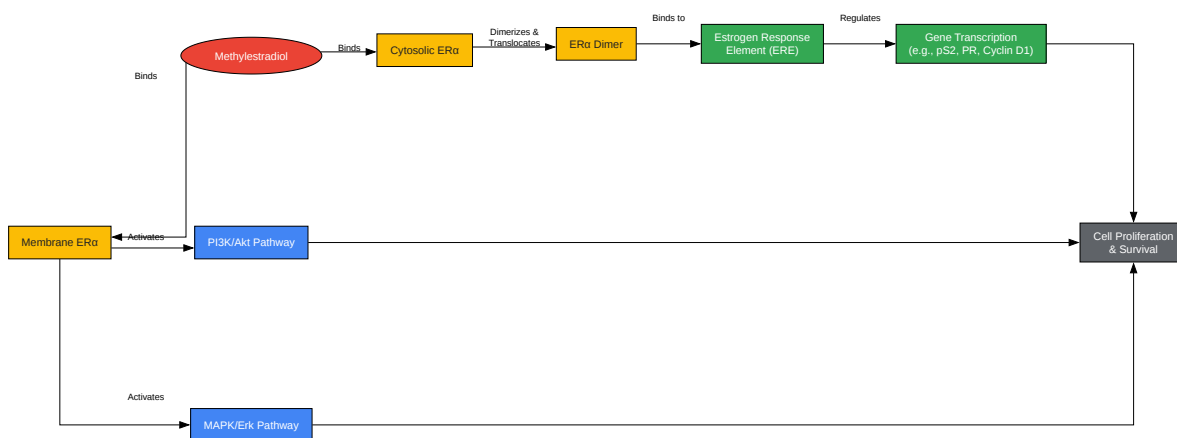 Methylestradiol
Binds
Cytosolic ERα
Dimerizes &
Translocates
ERα Dimer
Binds to
Estrogen Response
Element (ERE)
Regulates
Gene Transcription
(e.g., pS2, PR, Cyclin D1)
Binds
Membrane ERα
Activates
PI3K/Akt Pathway
Cell Proliferation
& Survival
Activates
MAPK/Erk Pathway